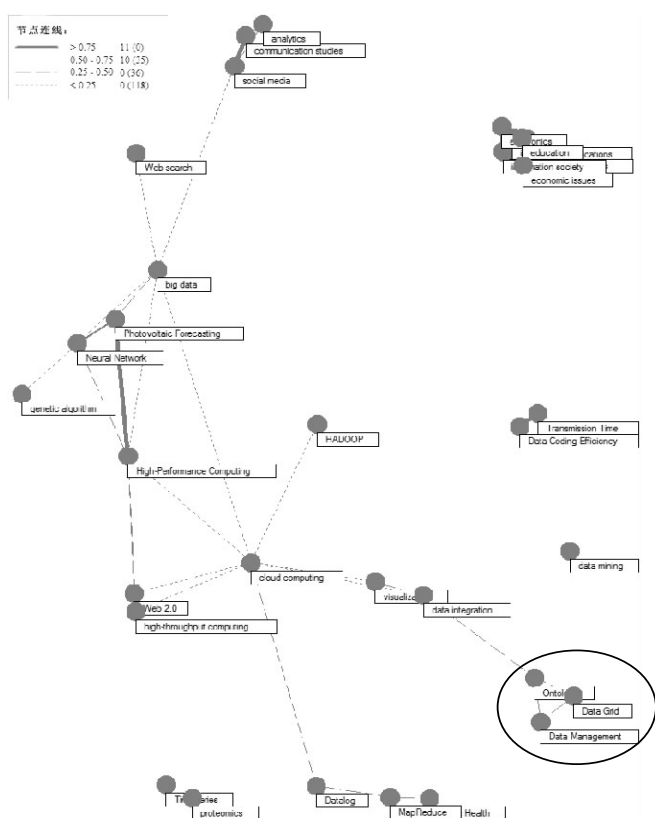 节点连线：
> 0.75 11 (0)
0.50 - 0.75 10 (25)
0.25 - 0.50 0 (36)
< 0.25 0 (118)
analytics
communication studies
social media
education
economic issues
Web search
big data
Photovoltaic Forecasting
Neural Network
genetic algorithm
HADOOP
Transmission Time
Data Coding Efficiency
High-Performance Computing
data mining
cloud computing
Web 2.0
data integration
high-throughput computing
Data Grid
Data Management
proteomics
Datalog
MapReduce
Health